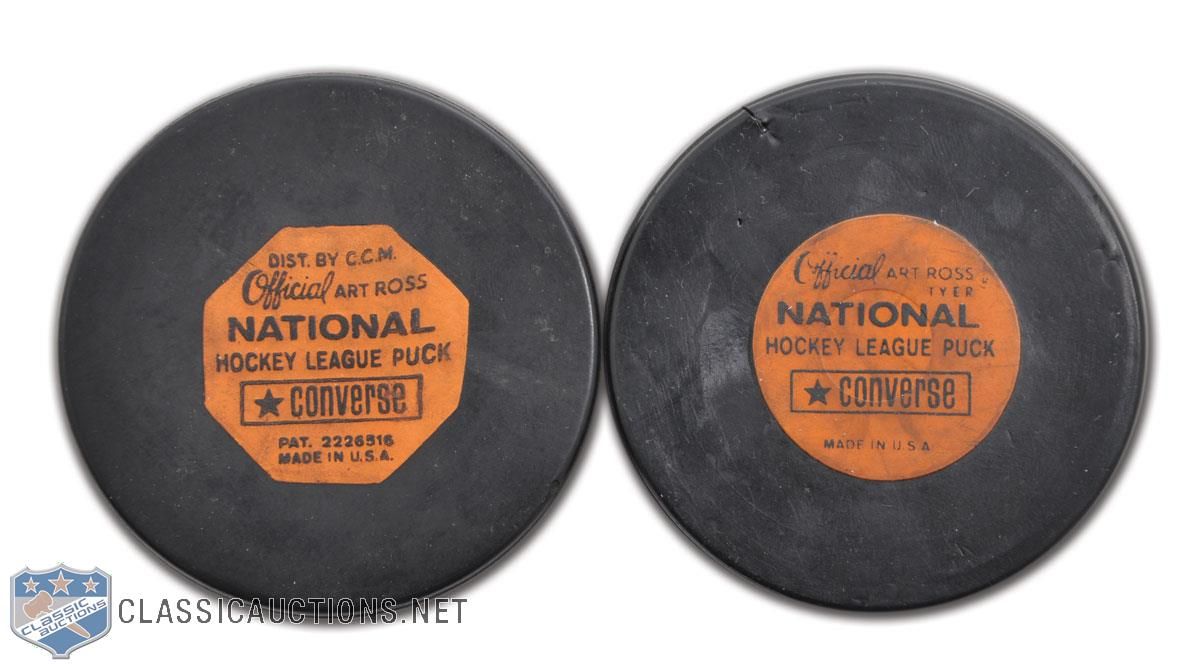 DIST. BY C.C.M.
Official ART ROSS
NATIONAL
HOCKEY LEAGUE PUCK
★ converse
PAT. 2226516
MADE IN U.S.A.
Official ART ROSS
TYER
NATIONAL
HOCKEY LEAGUE PUCK
★ converse
MADE IN U.S.A
CLASSIC
AUCTIONS
CLASSICAUCTIONS.NET